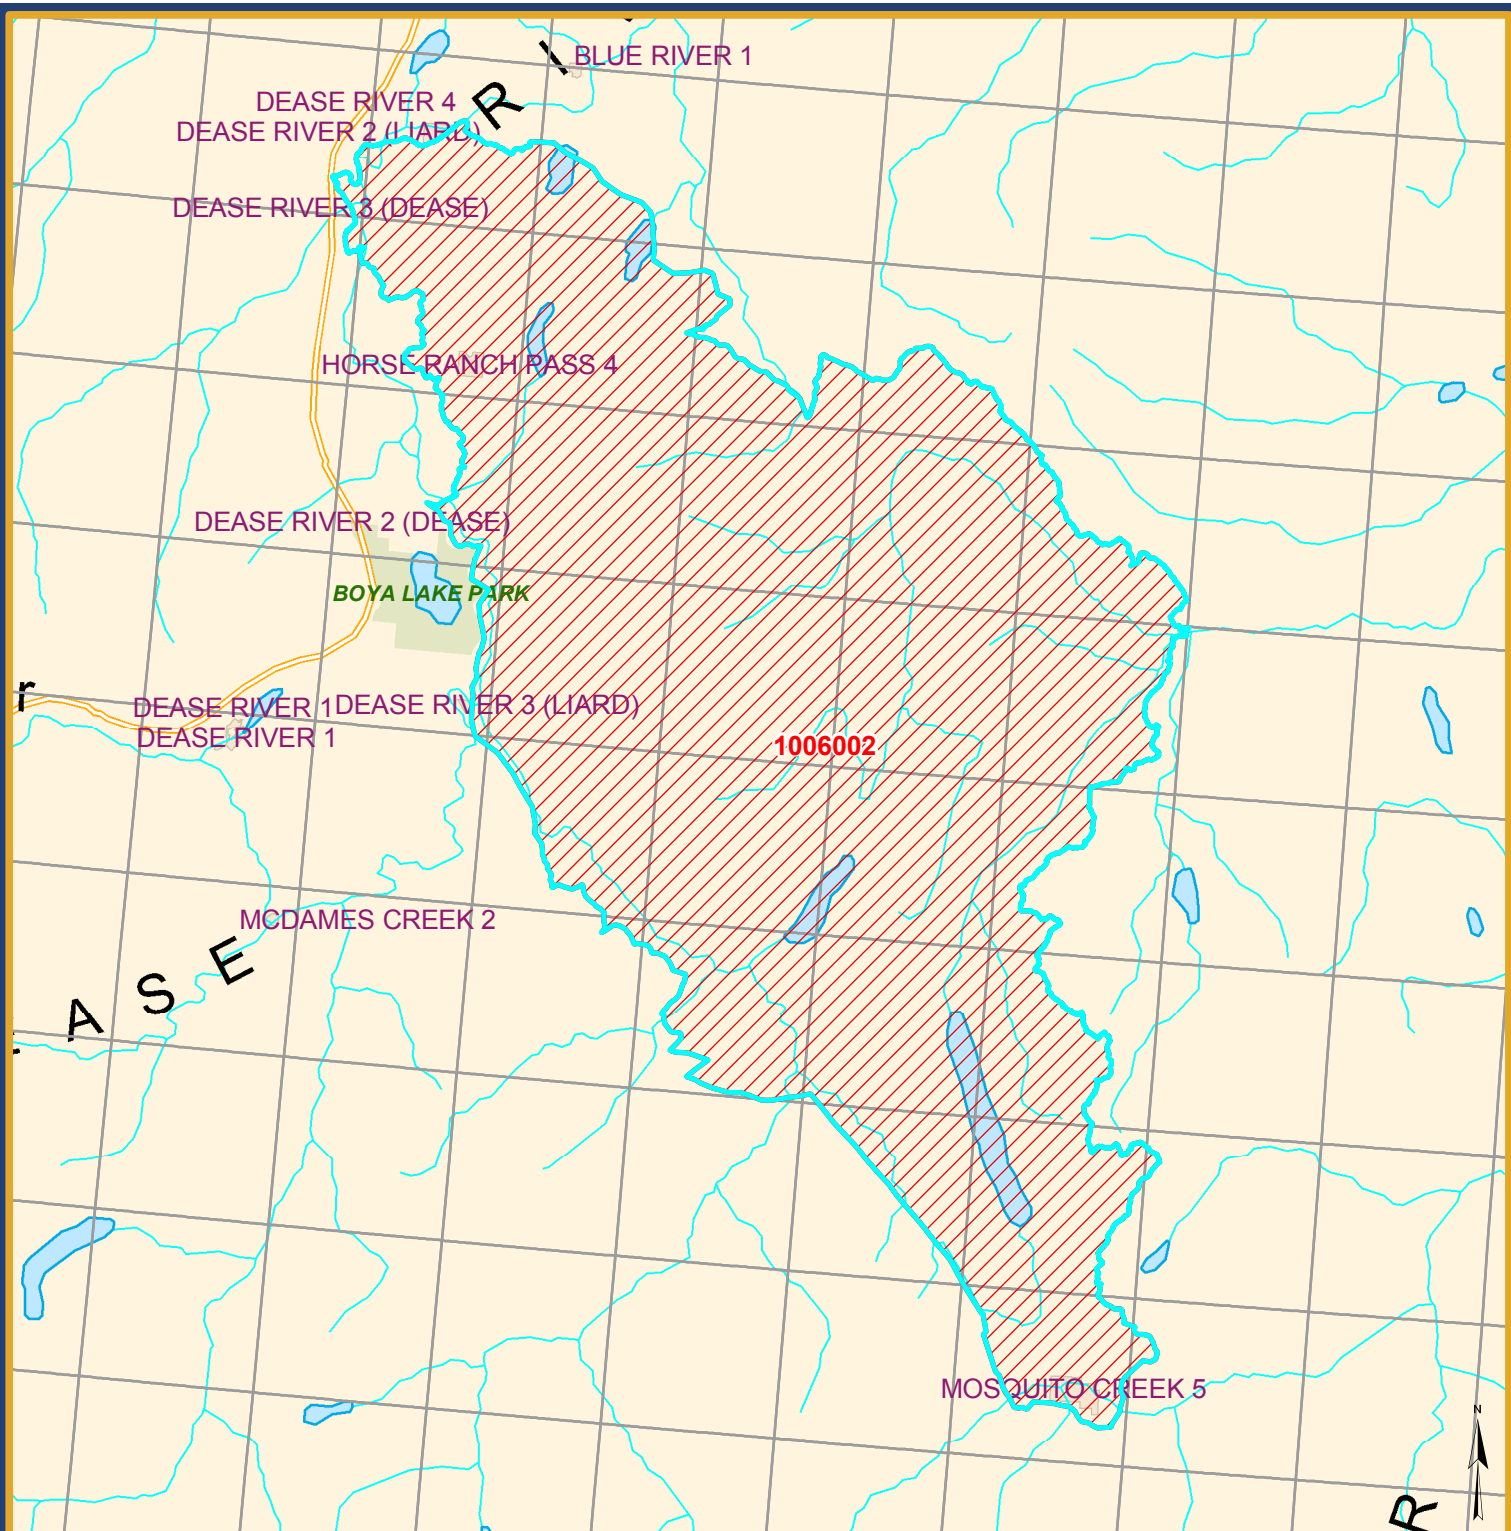 BLUE RIVER 1
R I
DEASE RIVER 4
DEASE RIVER 2 (LIARD)
DEASE RIVER 3 (DEASE)
HORSE RANCH PASS 4
DEASE RIVER 2 (DEASE)
BOYA LAKE PARK
r
DEASE RIVER 1
DEASE RIVER 3 (LIARD)
DEASE RIVER 1
1006002
MCDAMES CREEK 2
A S E
MOSQUITO CREEK 5
N
R